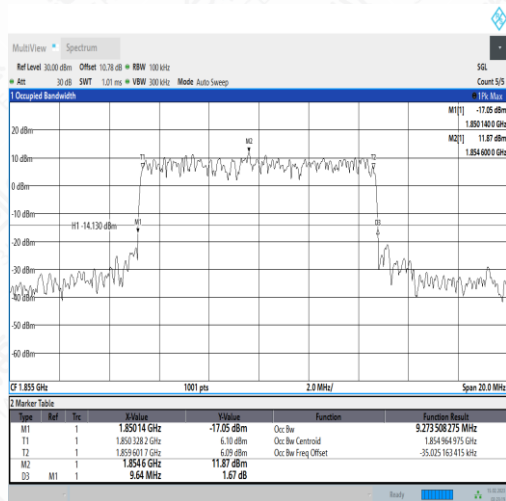 MultiView Spectrum
Ref Level 30.00 dBm Offset 10.78 dB RBW 100 kHz SGL
Att 30 dB SWT 1.01 ms VBW 300 kHz Mode Auto Sweep Count 5/5
1 Occupied Bandwidth 1Pk Max
M1[1] -17.05 dBm
1.850 140 0 GHz
M2[1] 11.87 dBm
1.854 600 0 GHz
20 dBm
M2
10 dBm
T1
T2
0 dBm
-10 dBm
H1 -14.130 dBm
M1
D3
-20 dBm
-30 dBm
-40 dBm
-50 dBm
-60 dBm
CF 1.855 GHz 1001 pts 2.0 MHz/ Span 20.0 MHz
2 Marker Table
Type Ref Trc X-Value Y-Value Function Function Result
M1 1 1.850 14 GHz -17.05 dBm Occ Bw 9.273 508 275 MHz
T1 1 1.850 328 2 GHz 6.10 dBm Occ Bw Centroid 1.854 964 975 GHz
T2 1 1.859 601 7 GHz 6.09 dBm Occ Bw Freq Offset -35.025 163 415 kHz
M2 1 1.854 6 GHz 11.87 dBm
D3 M1 1 9.64 MHz 1.67 dB
Ready